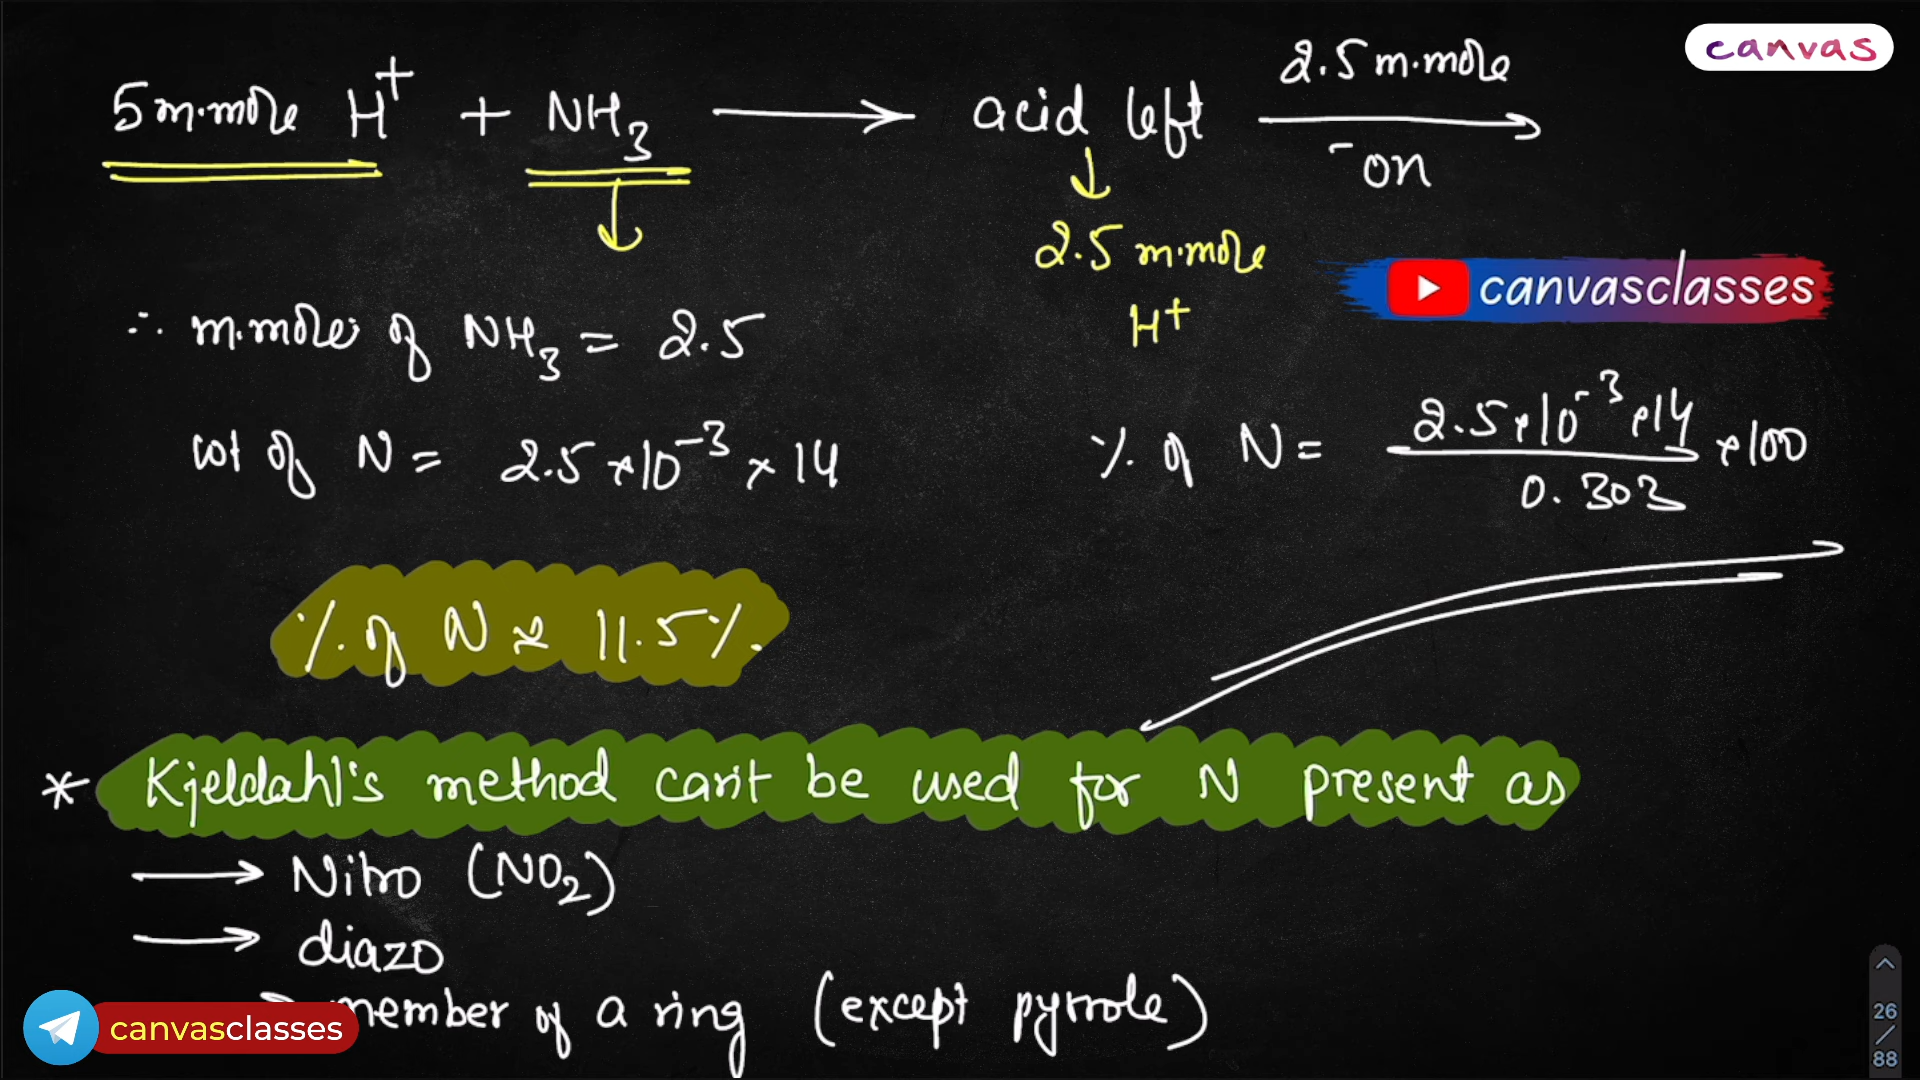 canvas
5 m.mole H⁺ + NH₃ ⟶ acid left 2.5 m.mole ⟶ ⁻OH
↓ ↓
2.5 m.mole
H⁺
canvasclasses
∴ m.moles of NH₃ = 2.5
wt of N = 2.5 × 10⁻³ × 14
% of N = 2.5 × 10⁻³ × 14 / 0.303 × 100
% of N ≈ 11.5 %.
* Kjeldahl's method can't be used for N present as
⟶ Nitro (NO₂)
⟶ diazo
member of a ring (except pyrrole)
canvasclasses
26
/
88